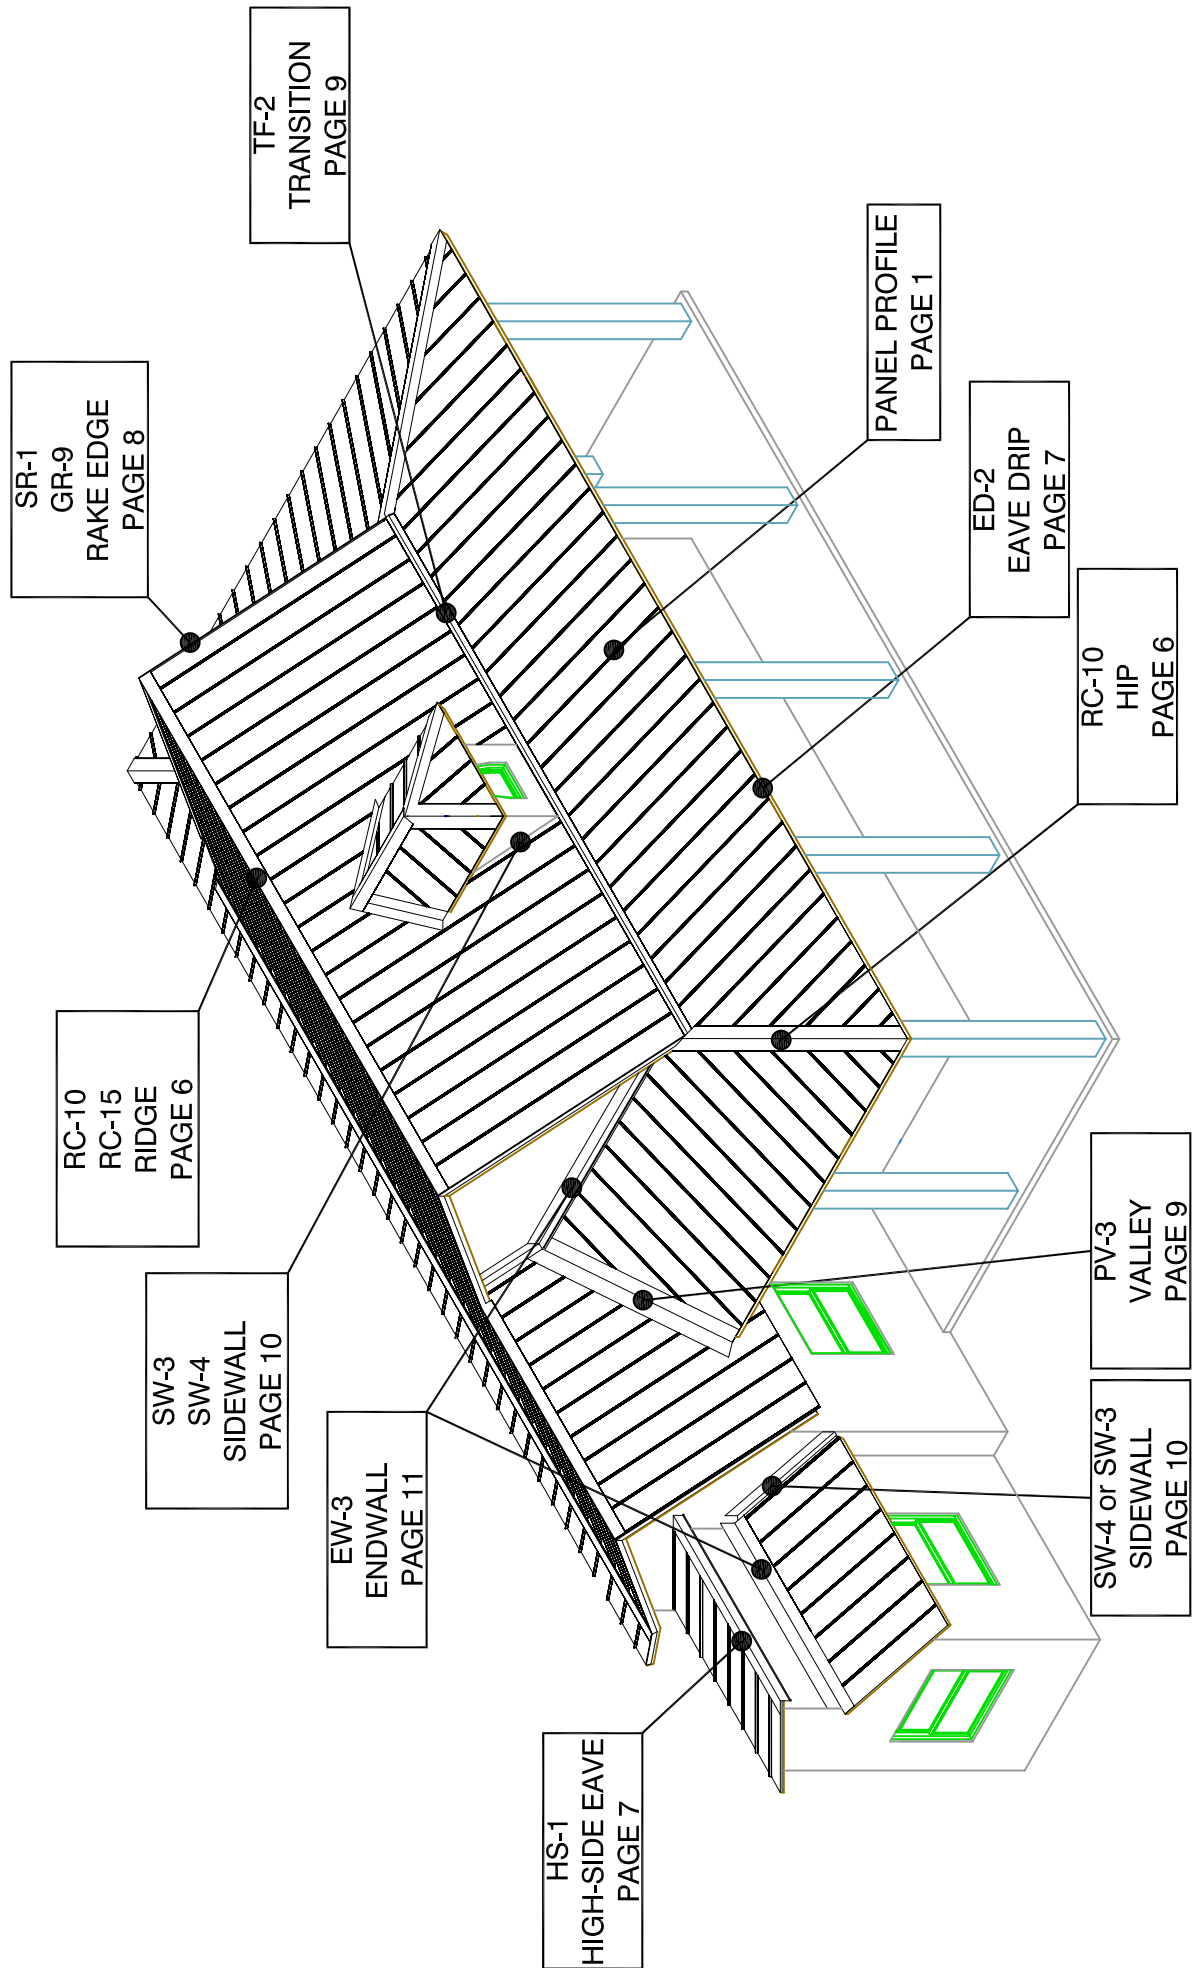 HS-1
HIGH-SIDE EAVE
PAGE 7
EW-3
ENDWALL
PAGE 11
SW-3
SW-4
SIDEWALL
PAGE 10
RC-10
RC-15
RIDGE
PAGE 6
SR-1
GR-9
RAKE EDGE
PAGE 8
TF-2
TRANSITION
PAGE 9
SW-4 or SW-3
SIDEWALL
PAGE 10
PV-3
VALLEY
PAGE 9
RC-10
HIP
PAGE 6
ED-2
EAVE DRIP
PAGE 7
PANEL PROFILE
PAGE 1